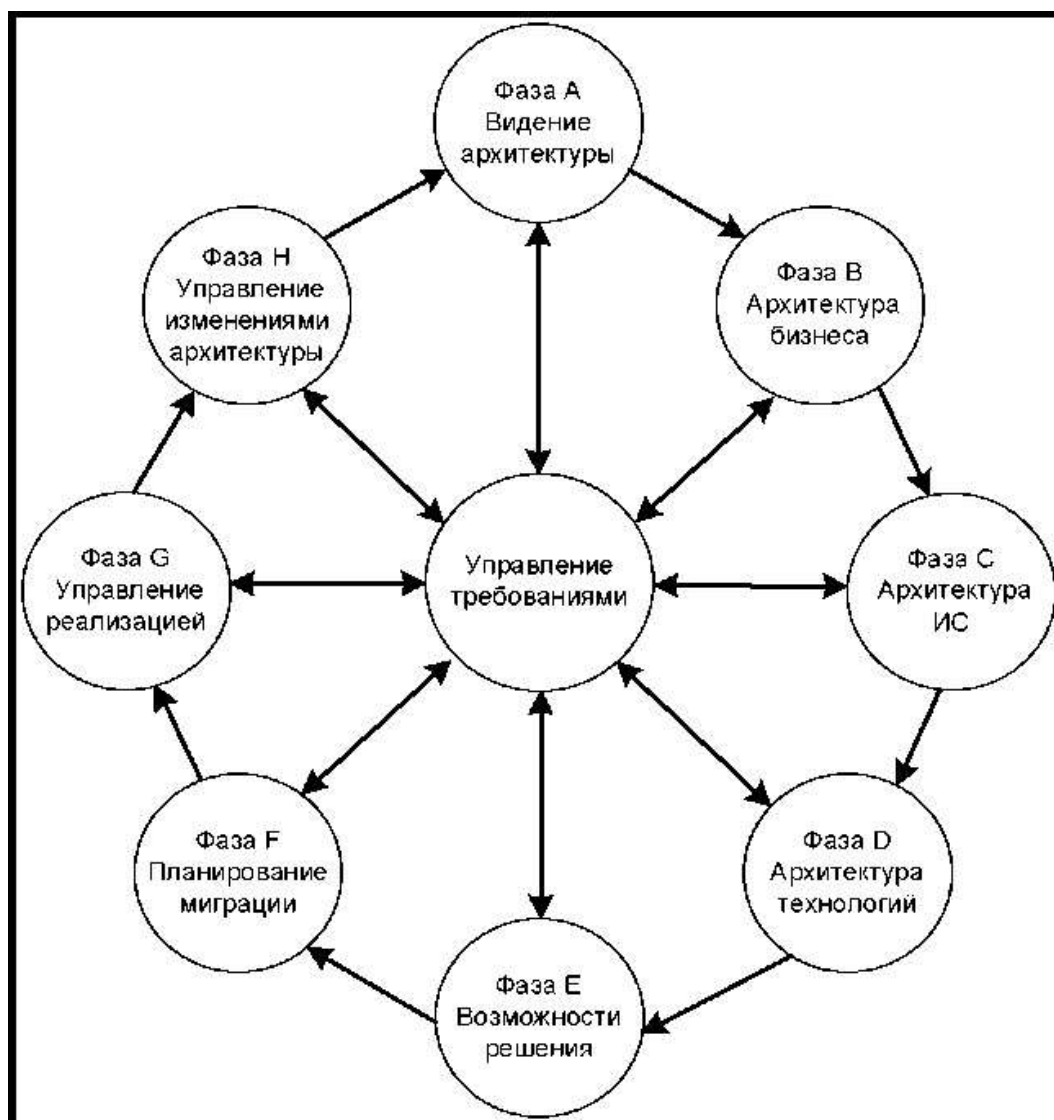 Фаза A
Видение
архитектуры
Фаза B
Архитектура
бизнеса
Фаза C
Архитектура
ИС
Фаза D
Архитектура
технологий
Фаза E
Возможности
решения
Фаза F
Планирование
миграции
Фаза G
Управление
реализацией
Фаза H
Управление
изменениями
архитектуры
Управление
требованиями